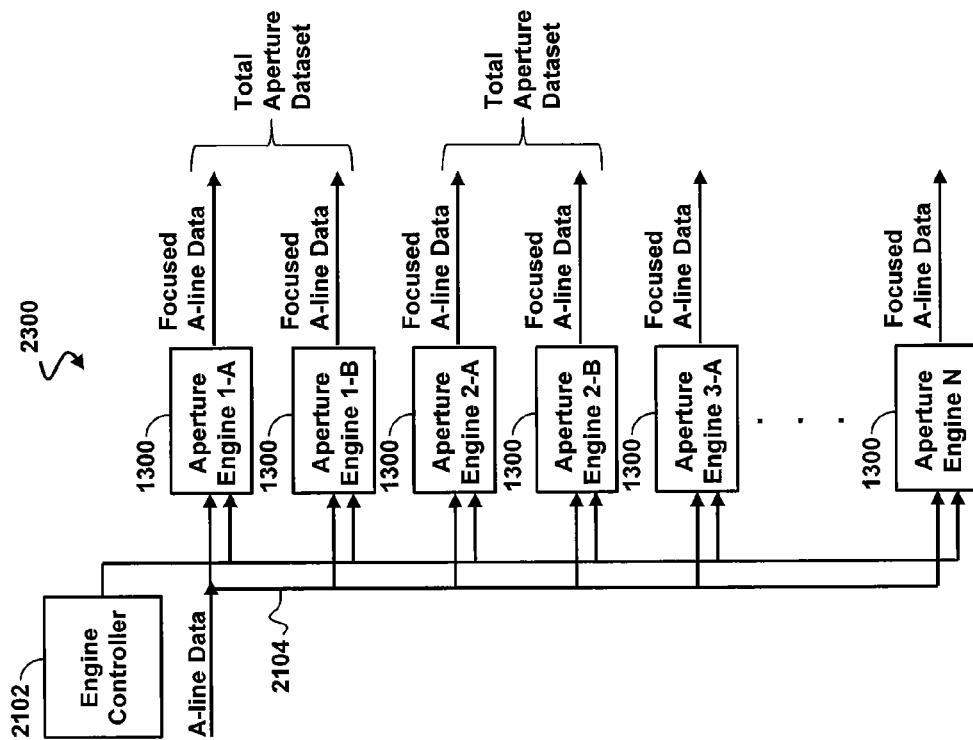 2300
2102
Engine
Controller
A-line Data
2104
1300
Aperture
Engine 1-A
Focused
A-line Data
1300
Aperture
Engine 1-B
Focused
A-line Data
Total
Aperture
Dataset
1300
Aperture
Engine 2-A
Focused
A-line Data
1300
Aperture
Engine 2-B
Focused
A-line Data
Total
Aperture
Dataset
1300
Aperture
Engine 3-A
Focused
A-line Data
. . .
1300
Aperture
Engine N
Focused
A-line Data